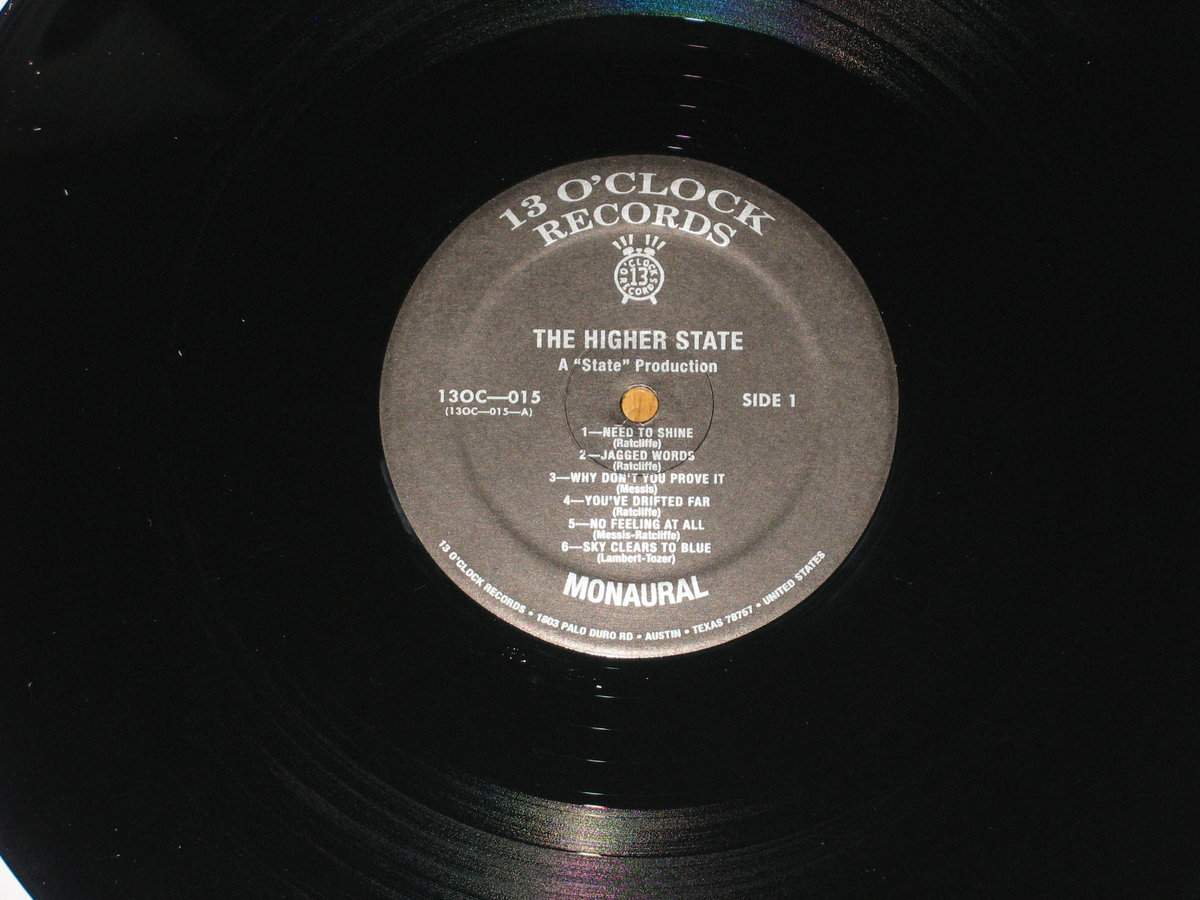 13 O'CLOCK
RECORDS
O'CLOCK
13
RECORDS
THE HIGHER STATE
A "State" Production
13OC—015
(13OC—015—A)
SIDE 1
1—NEED TO SHINE
(Ratcliffe)
2—JAGGED WORDS
(Ratcliffe)
3—WHY DON'T YOU PROVE IT
(Messis)
4—YOU'VE DRIFTED FAR
(Ratcliffe)
5—NO FEELING AT ALL
(Messis-Ratcliffe)
6—SKY CLEARS TO BLUE
(Lambert-Tozer)
MONAURAL
13 O'CLOCK RECORDS • 1803 PALO DURO RD • AUSTIN • TEXAS 78757 • UNITED STATES